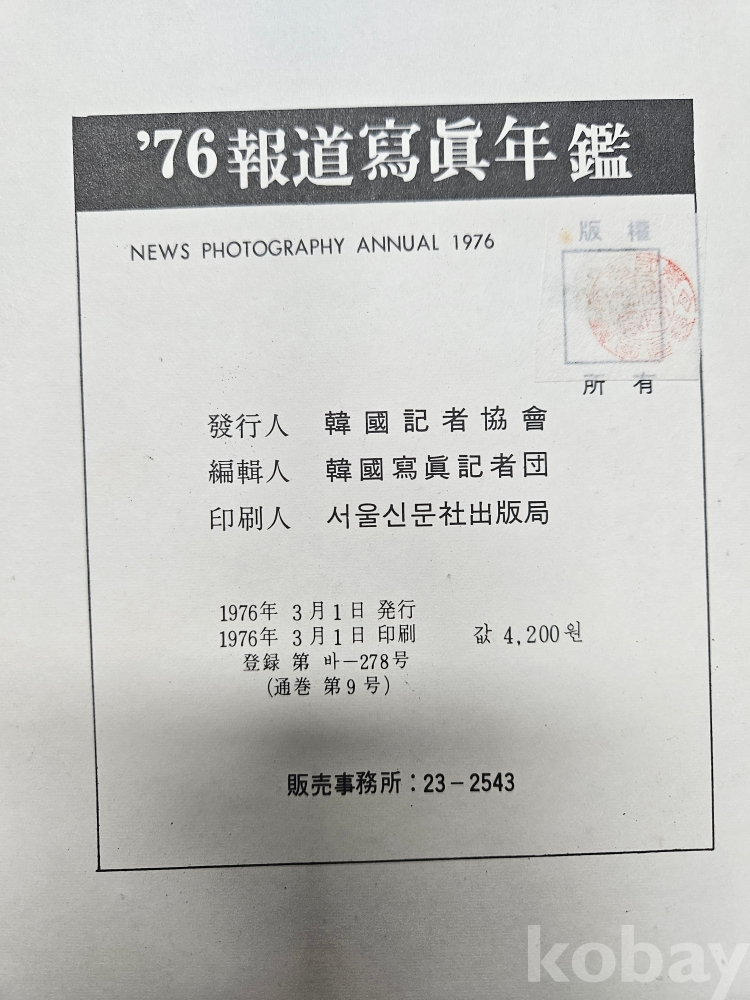 '76 報道寫眞年鑑
NEWS PHOTOGRAPHY ANNUAL 1976
版權
所有
發行人 韓國記者協會
編輯人 韓國寫眞記者団
印刷人 서울신문社出版局
1976年 3月1日 発行
1976年 3月1日 印刷
값 4,200원
登録 第 바-278号
(通巻 第9号)
販売事務所:23-2543
kobay